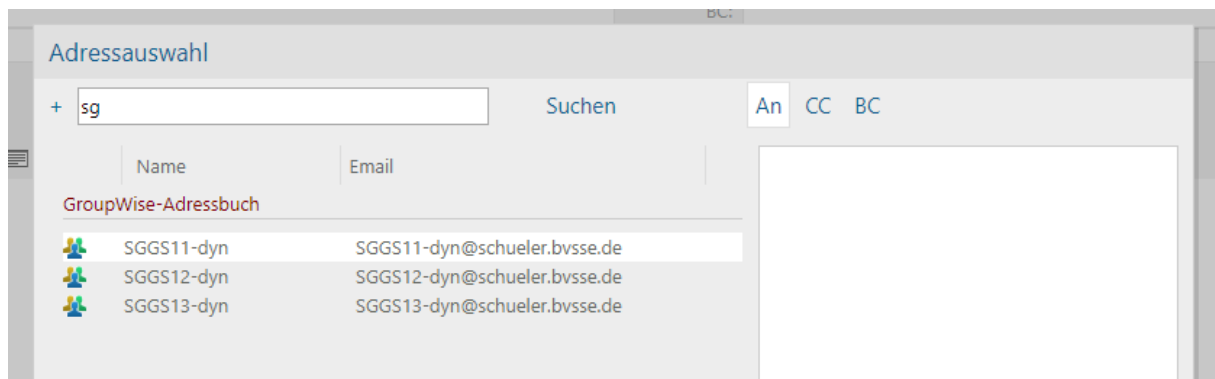 BC:
Adressauswahl
+ sg Suchen An CC BC
Name Email
GroupWise-Adressbuch
SGGS11-dyn SGGS11-dyn@schueler.bvsse.de
SGGS12-dyn SGGS12-dyn@schueler.bvsse.de
SGGS13-dyn SGGS13-dyn@schueler.bvsse.de